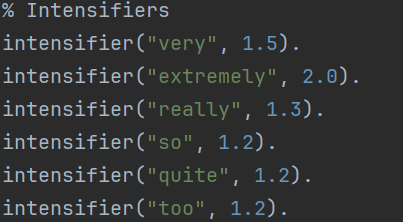 % Intensifiers
intensifier("very", 1.5).
intensifier("extremely", 2.0).
intensifier("really", 1.3).
intensifier("so", 1.2).
intensifier("quite", 1.2).
intensifier("too", 1.2).